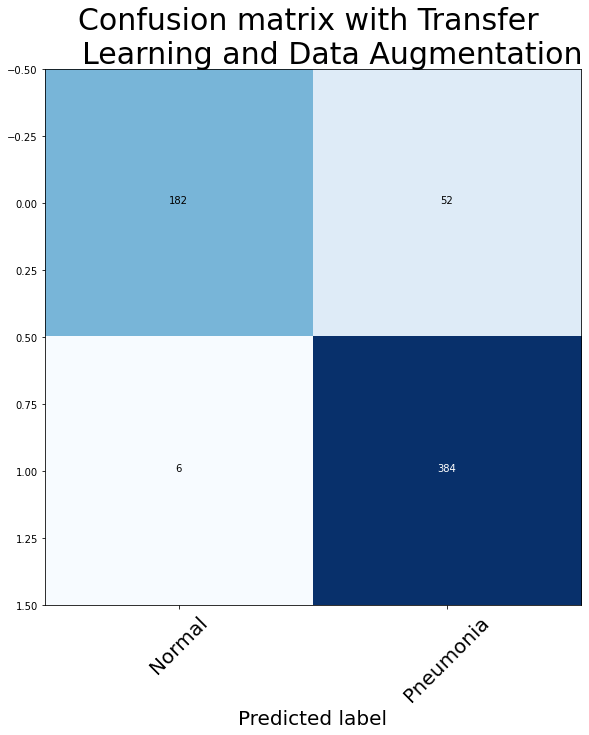 Confusion matrix with Transfer
Learning and Data Augmentation
−0.50
−0.25
0.00
182
52
0.25
0.50
0.75
1.00
6
384
1.25
1.50
Normal
Pneumonia
Predicted label